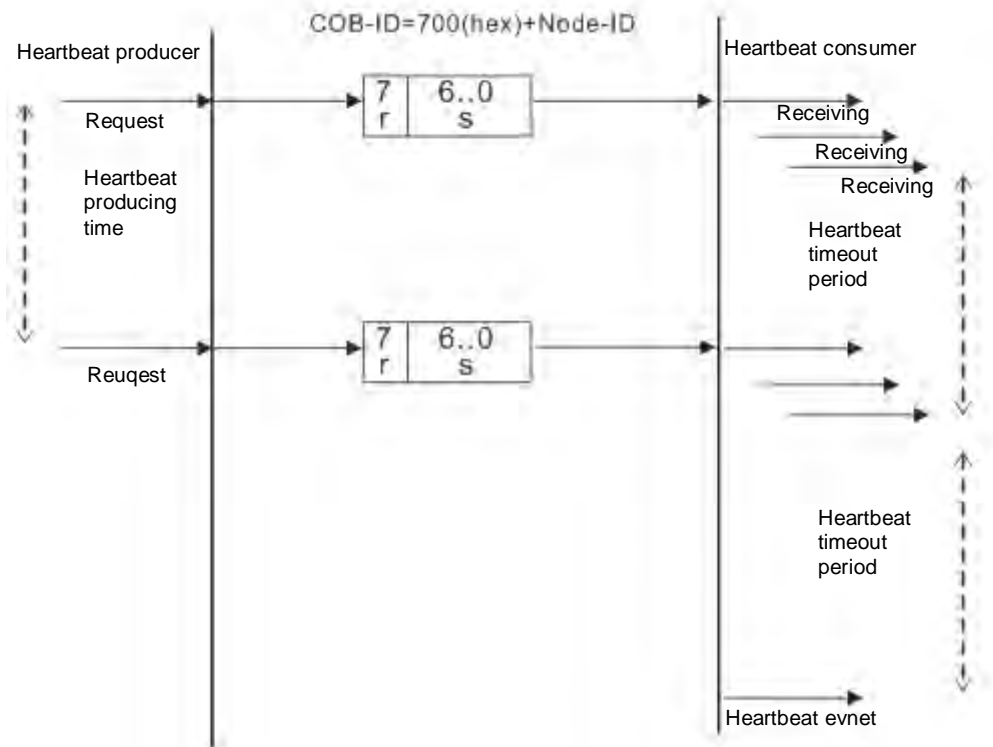 COB-ID=700(hex)+Node-ID
Heartbeat producer
Heartbeat consumer
7
6..0
r
s
Request
Receiving
Receiving
Receiving
Heartbeat
producing
time
Heartbeat
timeout
period
7
6..0
r
s
Reuqest
Heartbeat
timeout
period
Heartbeat evnet